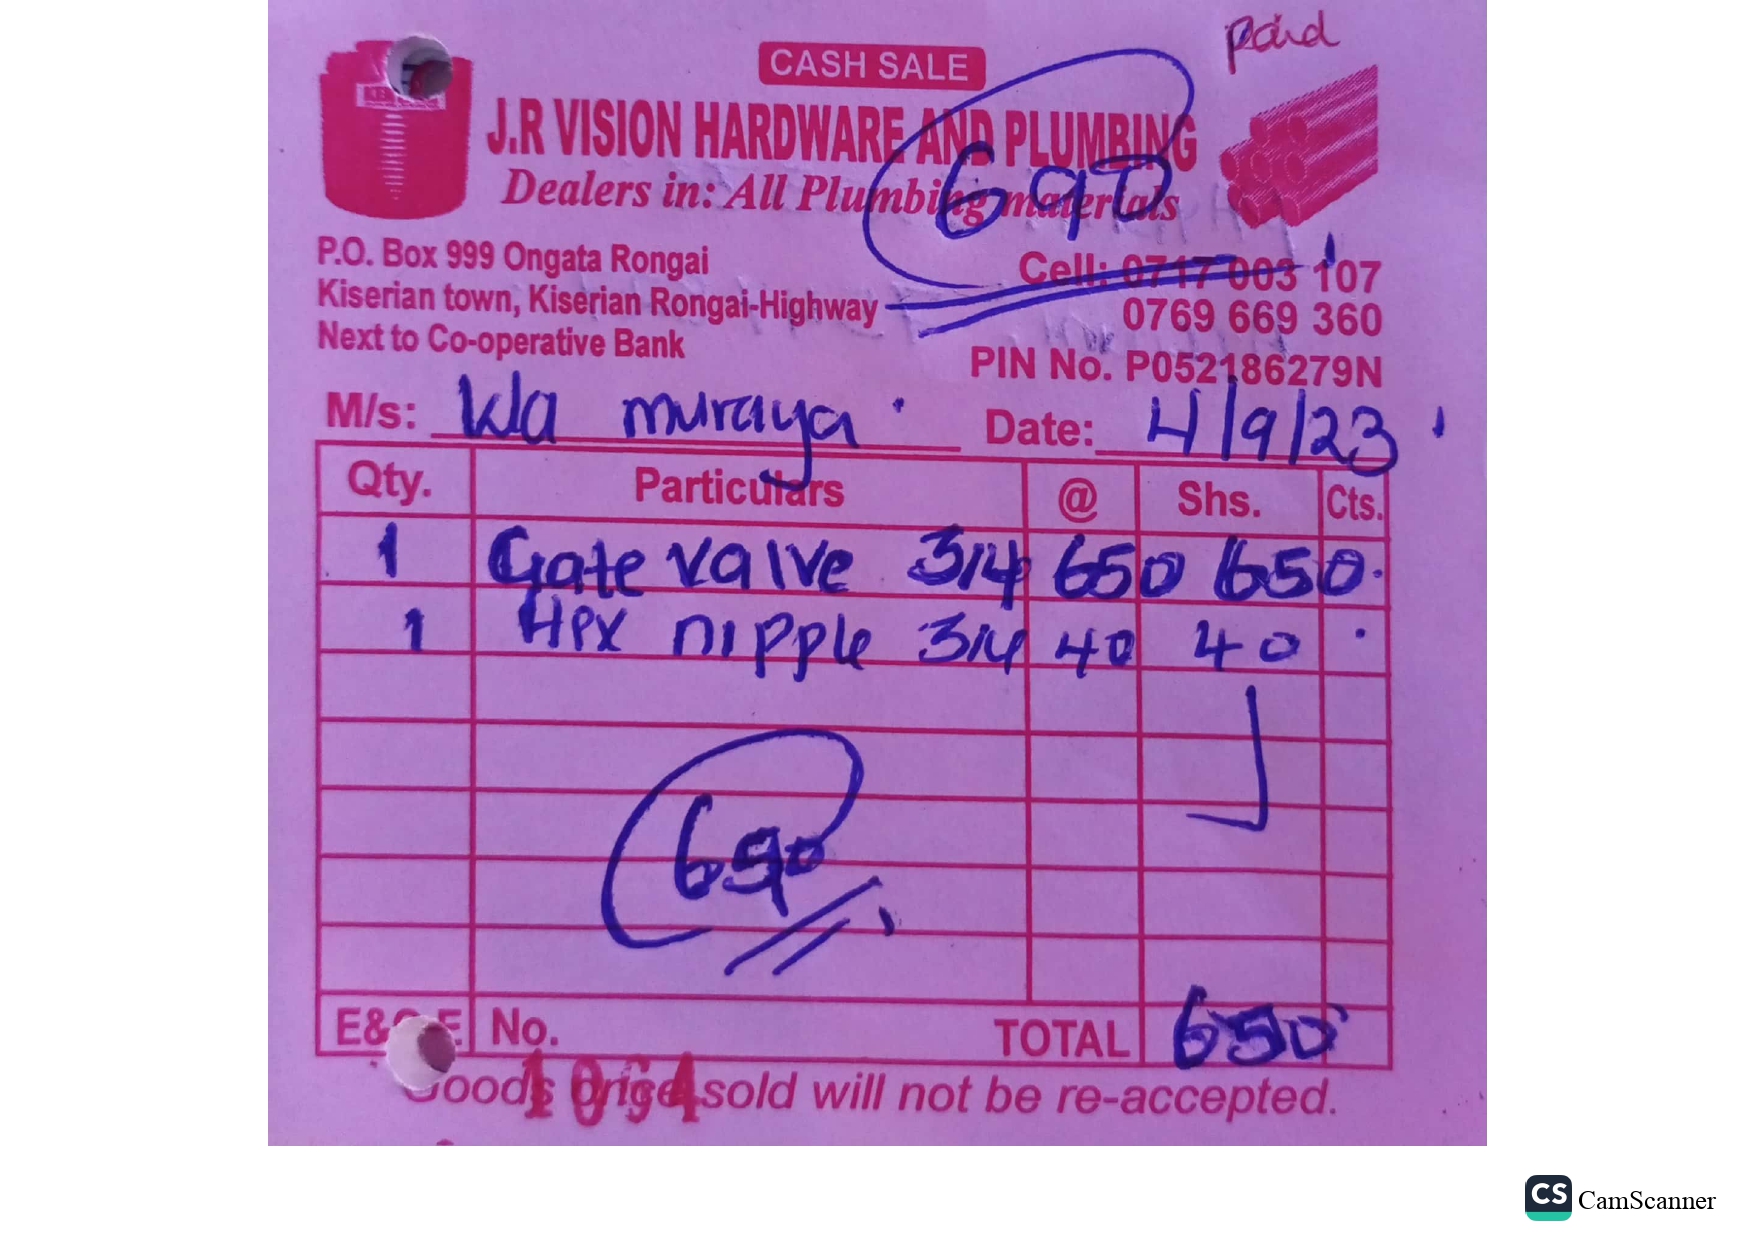 paid
CASH SALE
J.R VISION HARDWARE AND PLUMBING
Dealers in: All Plumbing materials
690
P.O. Box 999 Ongata Rongai
Kiserian town, Kiserian Rongai-Highway
Next to Co-operative Bank
Cell: 0717 003 107
0769 669 360
PIN No. P052186279N
M/s: muraya Date: 4/9/23
Qty. Particulars @ Shs. Cts.
1 Gate valve 3/4 650 650
1 Hex nipple 3/4 40 40
690
E&O.E No. TOTAL 690
1064
Goods once sold will not be re-accepted.
CS CamScanner